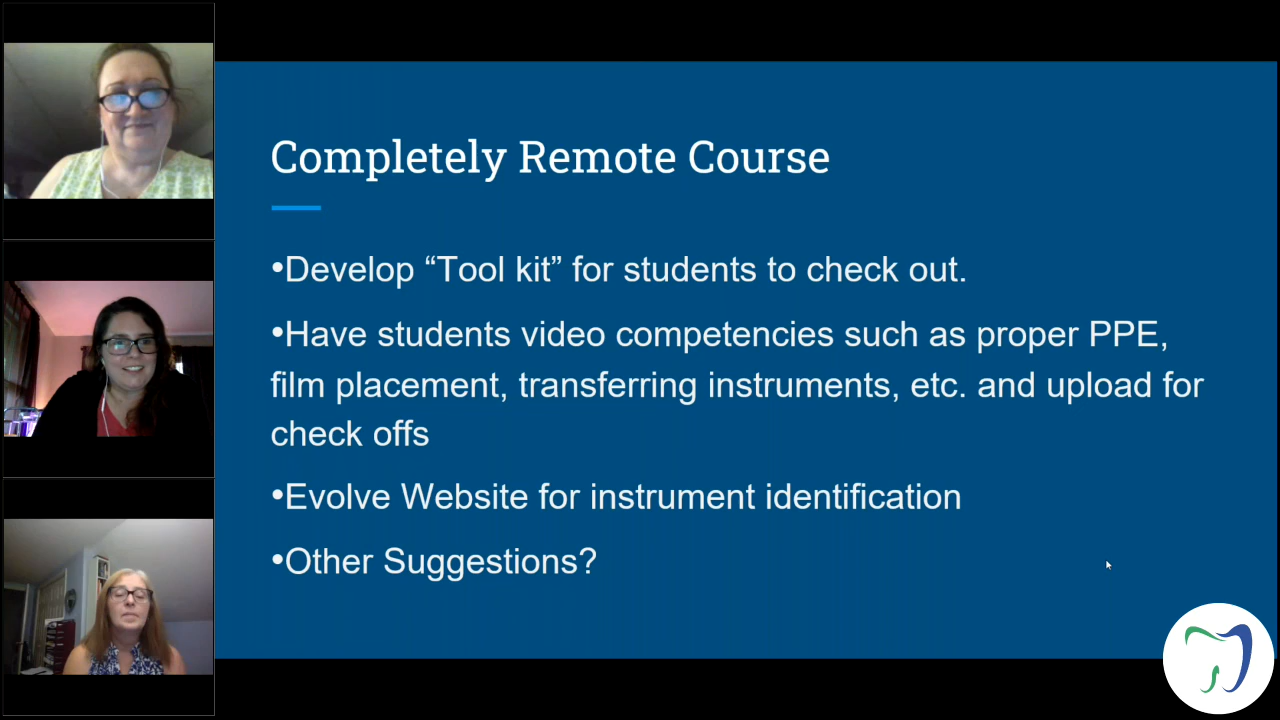 Completely Remote Course
•Develop “Tool kit” for students to check out.
•Have students video competencies such as proper PPE,
film placement, transferring instruments, etc. and upload for
check offs
•Evolve Website for instrument identification
•Other Suggestions?